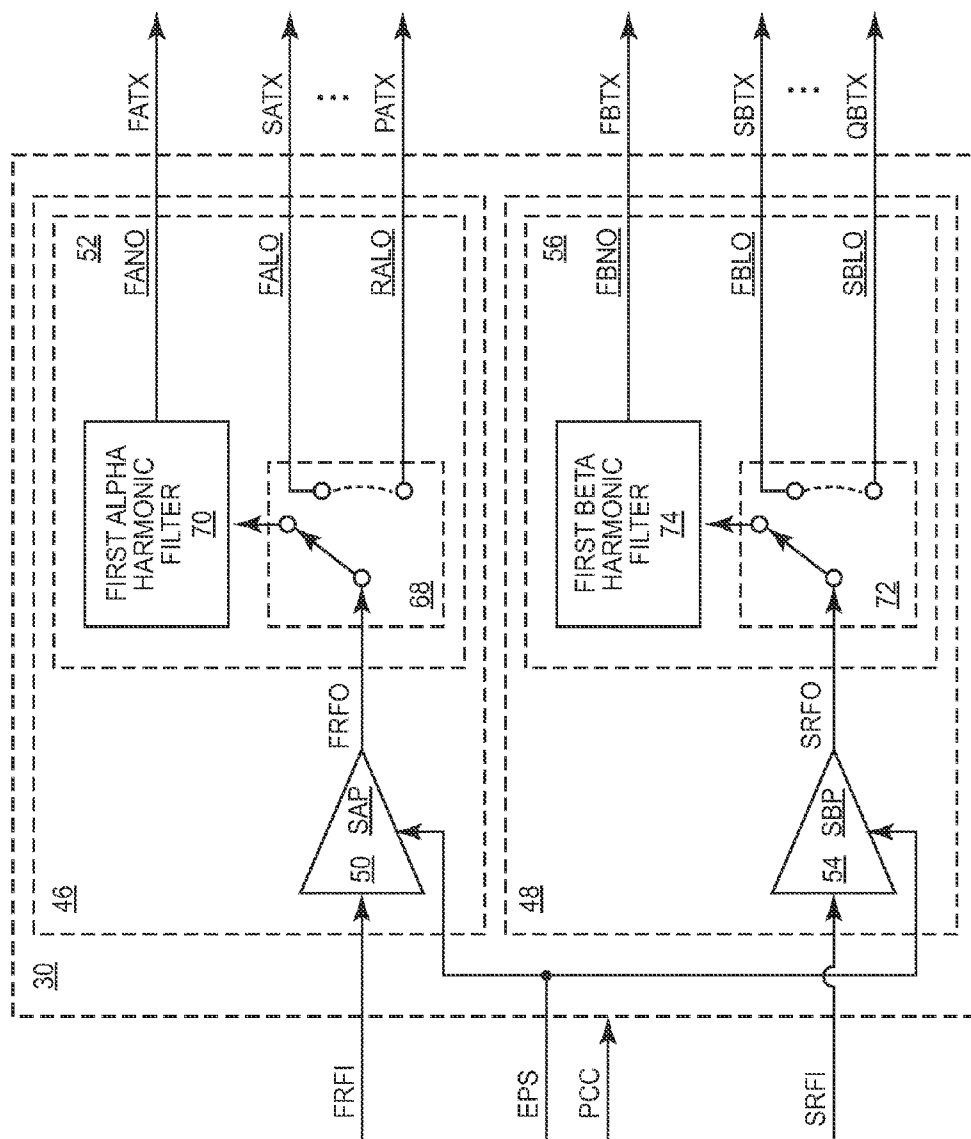 30
46
52
FIRST ALPHA
HARMONIC
FILTER
70
FANO
FATX
FALO
SATX
RALO
PATX
68
FRFI
50
SAP
FRFO
EPS
PCC
48
56
FIRST BETA
HARMONIC
FILTER
74
FBNO
FBTX
FBLO
SBTX
SBLO
QBTX
72
SRFI
54
SBP
SRFO